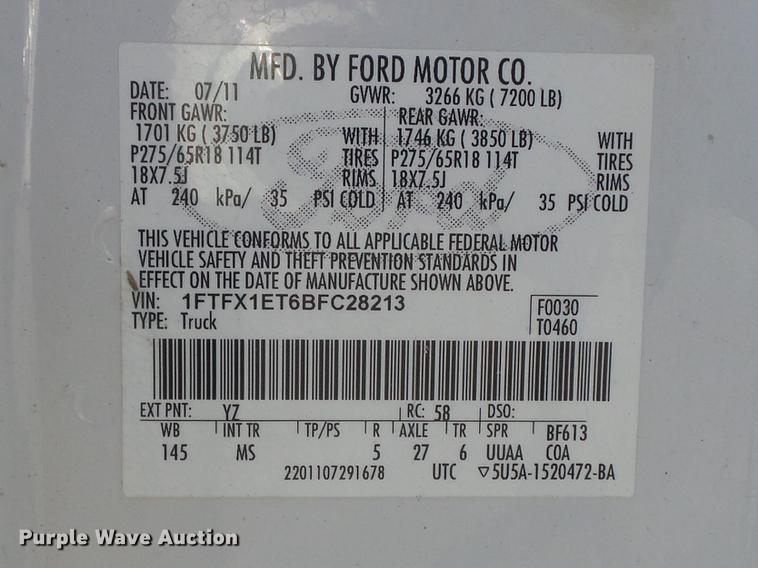 MFD. BY FORD MOTOR CO.
DATE: 07/11 GVWR: 3266 KG ( 7200 LB)
FRONT GAWR: REAR GAWR:
1701 KG ( 3750 LB) WITH 1746 KG ( 3850 LB) WITH
P275/65R18 114T TIRES P275/65R18 114T TIRES
18X7.5J RIMS 18X7.5J RIMS
AT 240 kPa/ 35 PSI COLD AT 240 kPa/ 35 PSI COLD
Ford
THIS VEHICLE CONFORMS TO ALL APPLICABLE FEDERAL MOTOR
VEHICLE SAFETY AND THEFT PREVENTION STANDARDS IN
EFFECT ON THE DATE OF MANUFACTURE SHOWN ABOVE.
VIN: 1FTFX1ET6BFC28213 F0030
TYPE: Truck T0460
EXT PNT: YZ RC: 58 DSO:
WB INT TR TP/PS R AXLE TR SPR BF613
145 MS 5 27 6 UUAA COA
2201107291678 UTC ▽5U5A-1520472-BA
Purple Wave Auction